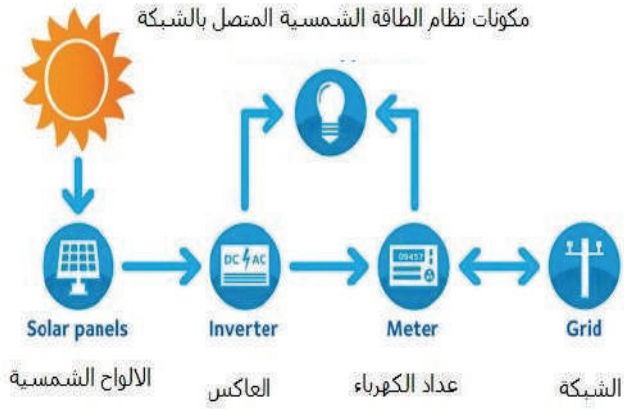 مكونات نظام الطاقة الشمسية المتصل بالشبكة
DC AC
09457
Solar panels
Inverter
Meter
Grid
الالواح الشمسية
العاكس
عداد الكهرباء
الشبكة